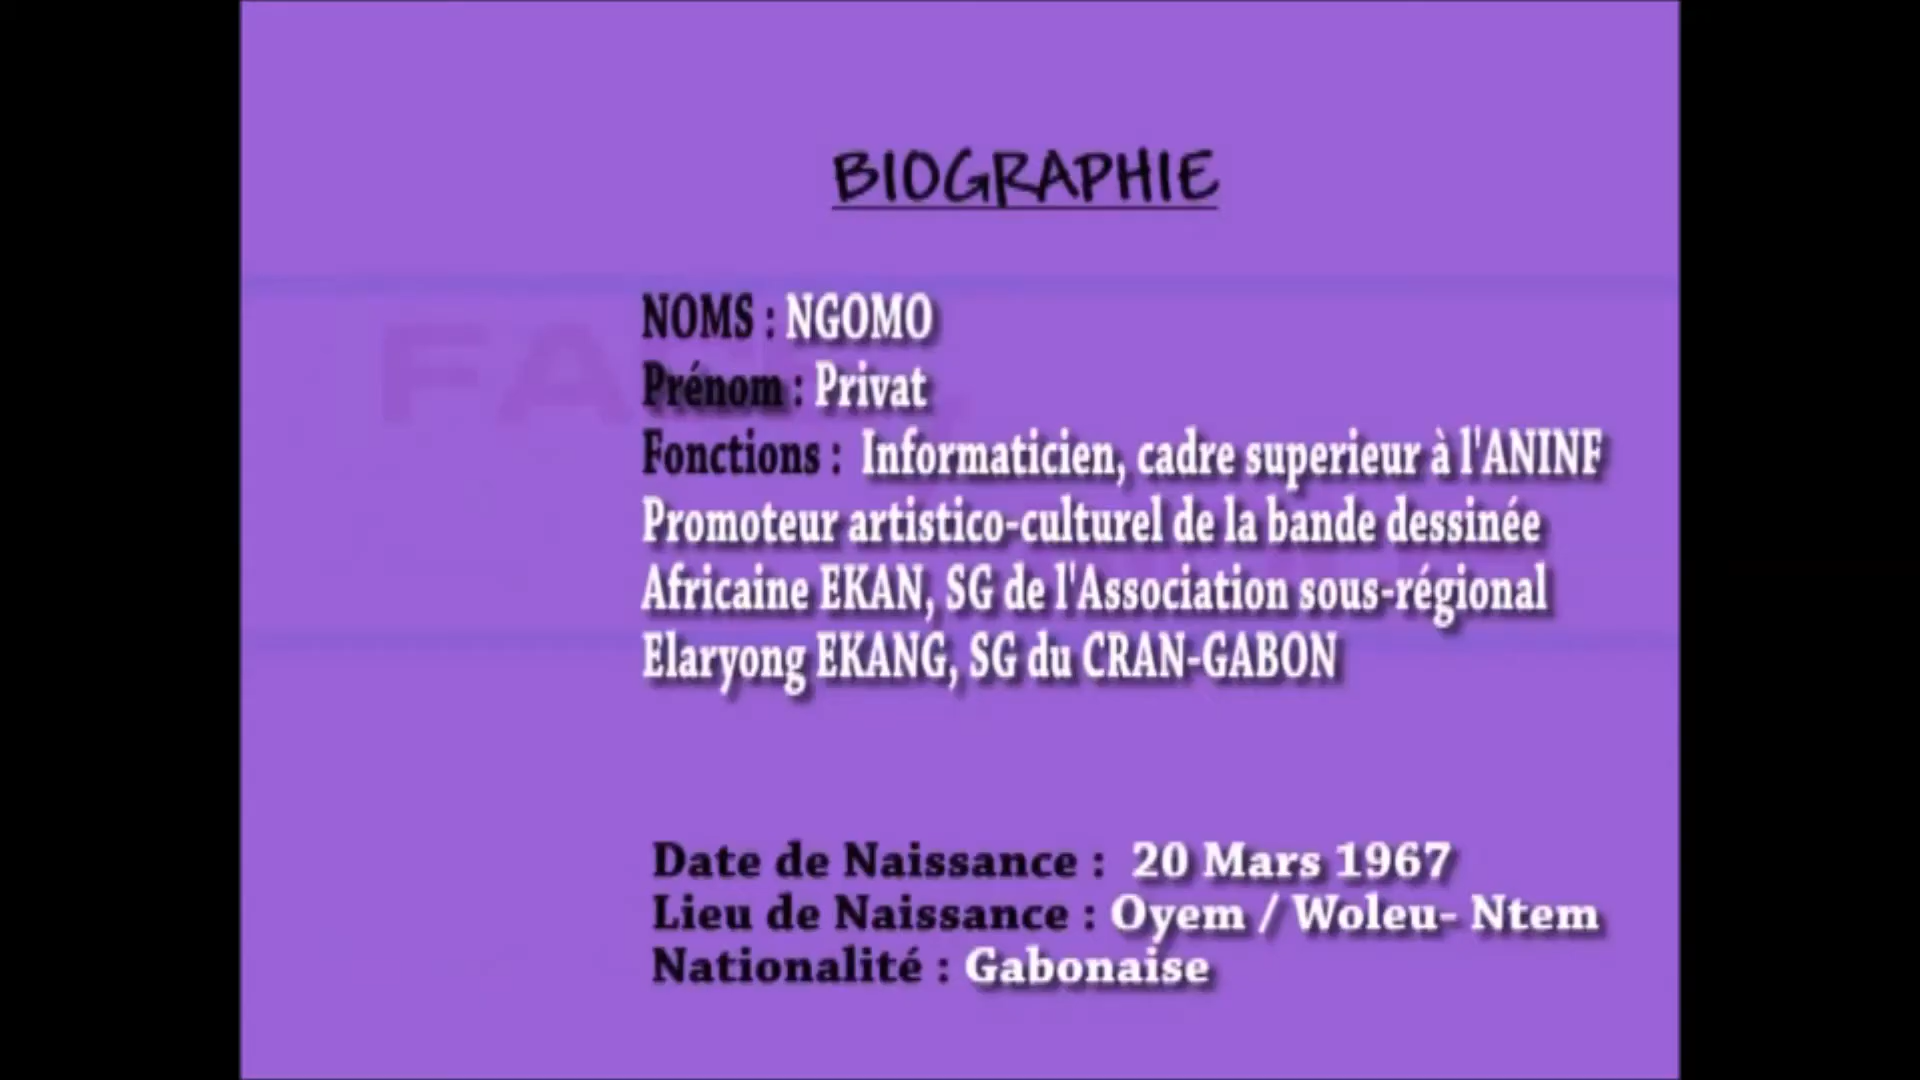 BIOGRAPHIE
NOMS : NGOMO
Prénom : Privat
Fonctions : Informaticien, cadre superieur à l'ANINF
Promoteur artistico-culturel de la bande dessinée
Africaine EKAN, SG de l'Association sous-régional
Elaryong EKANG, SG du CRAN-GABON
Date de Naissance : 20 Mars 1967
Lieu de Naissance : Oyem / Woleu- Ntem
Nationalité : Gabonaise